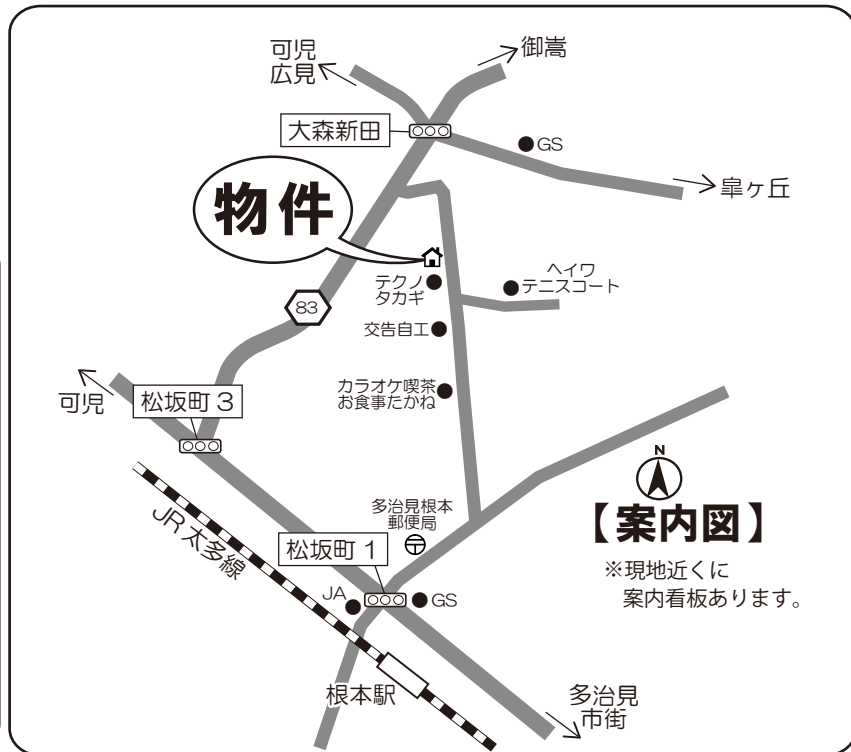 可児
広見
御嵩
大森新田
GS
皐ヶ丘
物件
テクノ
タカギ
ヘイワ
テニスコート
83
交告自工
可児
松坂町 3
カラオケ喫茶
お食事たかね
N
【案内図】
※現地近くに
案内看板あります。
多治見根本
郵便局
松坂町 1
JR 太多線
JA
GS
根本駅
多治見
市街